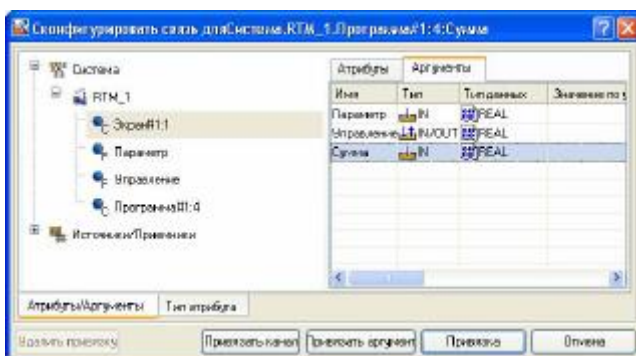 Сконфигурировать связь дляСистема.RTM_1.Программа#1:4:Сумма
Система
RTM_1
Экран#1:1
Параметр
Управление
Программа#1:4
Источники/Приемники
Атрибуты Аргументы
Имя Тип Тип данных Значение по у
Параметр IN REAL
Управление IN/OUT REAL
Сумма IN REAL
Атрибуты/Аргументы Тип атрибута
Удалить привязку Привязать канал Привязать аргумент Привязка Отмена